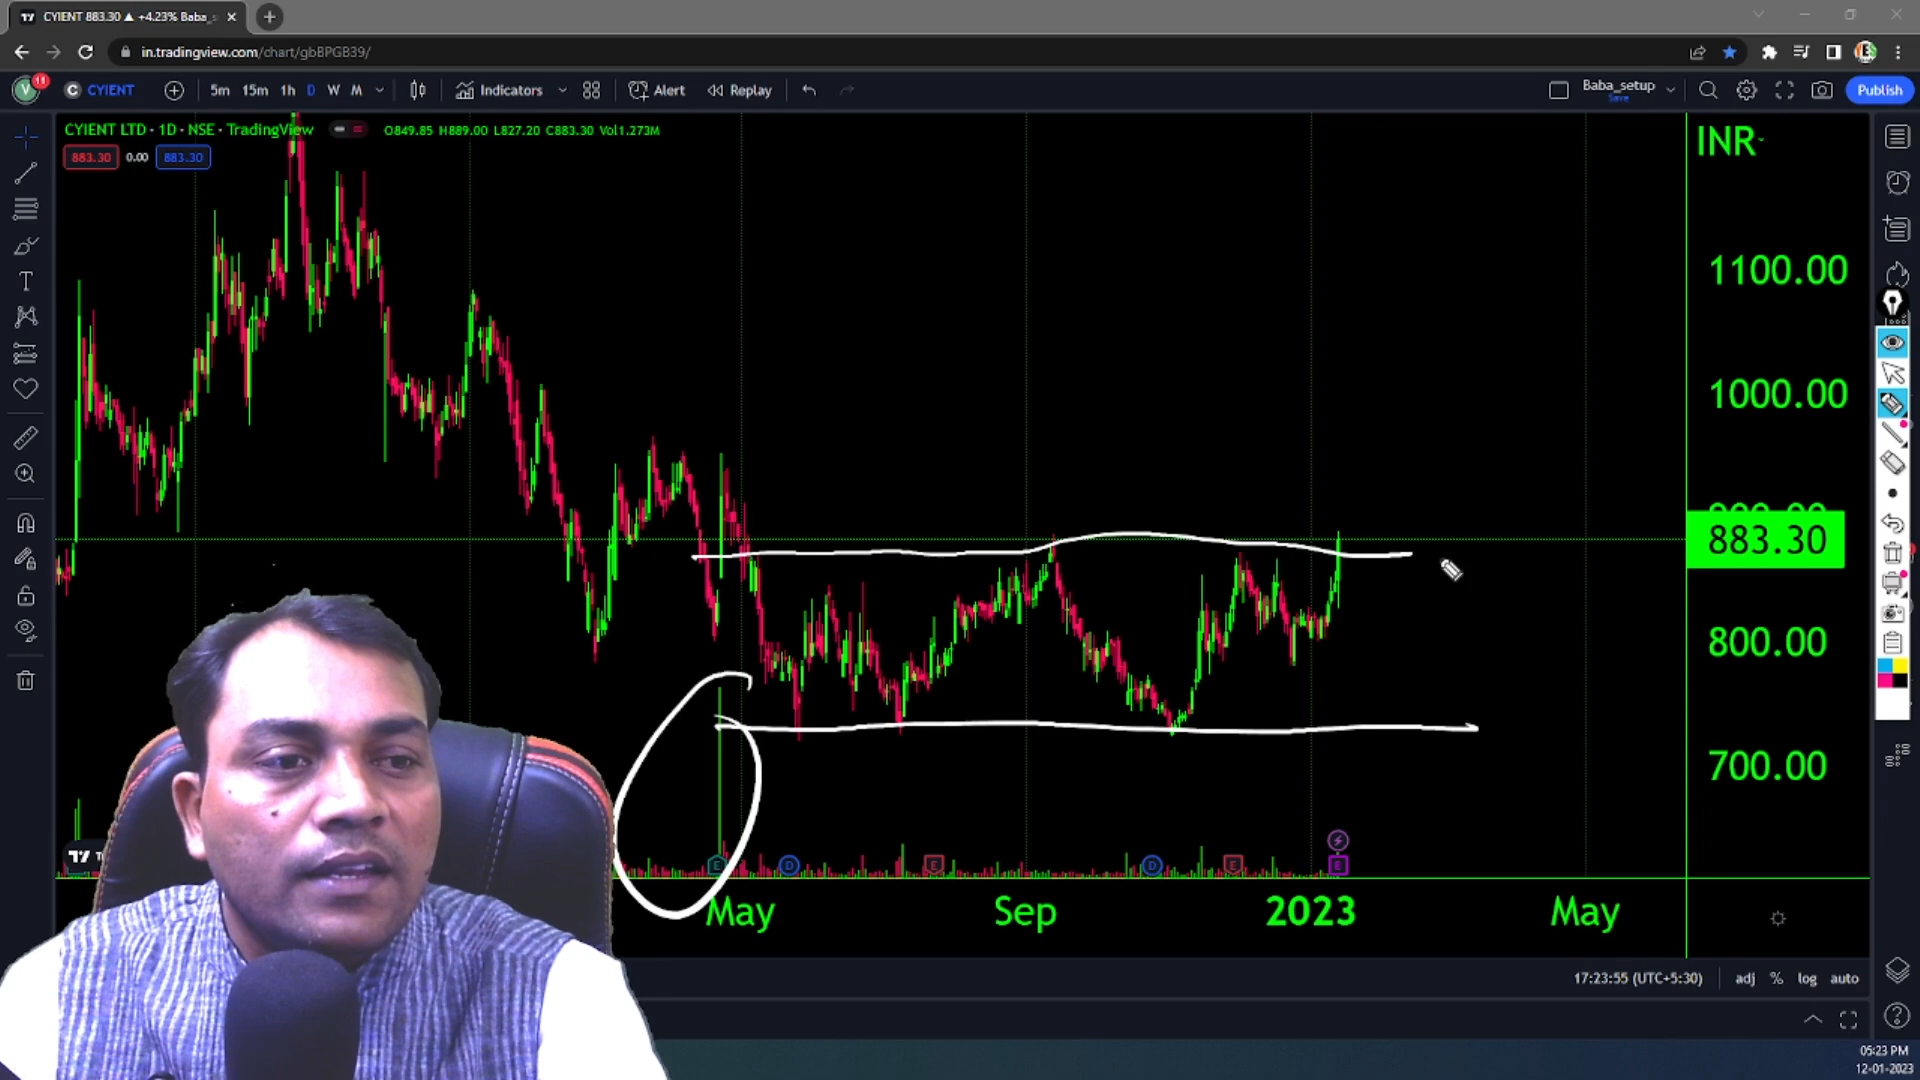 CYIENT 883.30 ▲ +4.23% Baba_s
in.tradingview.com/chart/gbBPGB39/
V 11 C CYIENT 5m 15m 1h D W M Indicators Alert Replay Baba_setup Publish
Save
CYIENT LTD · 1D · NSE · TradingView O849.85 H889.00 L827.20 C883.30 Vol1.273M
883.30 0.00 883.30
INR
1100.00
1000.00
883.30
800.00
700.00
E D E D E E
May Sep 2023 May
17:23:55 (UTC+5:30) adj % log auto
05:23 PM
12-01-2023